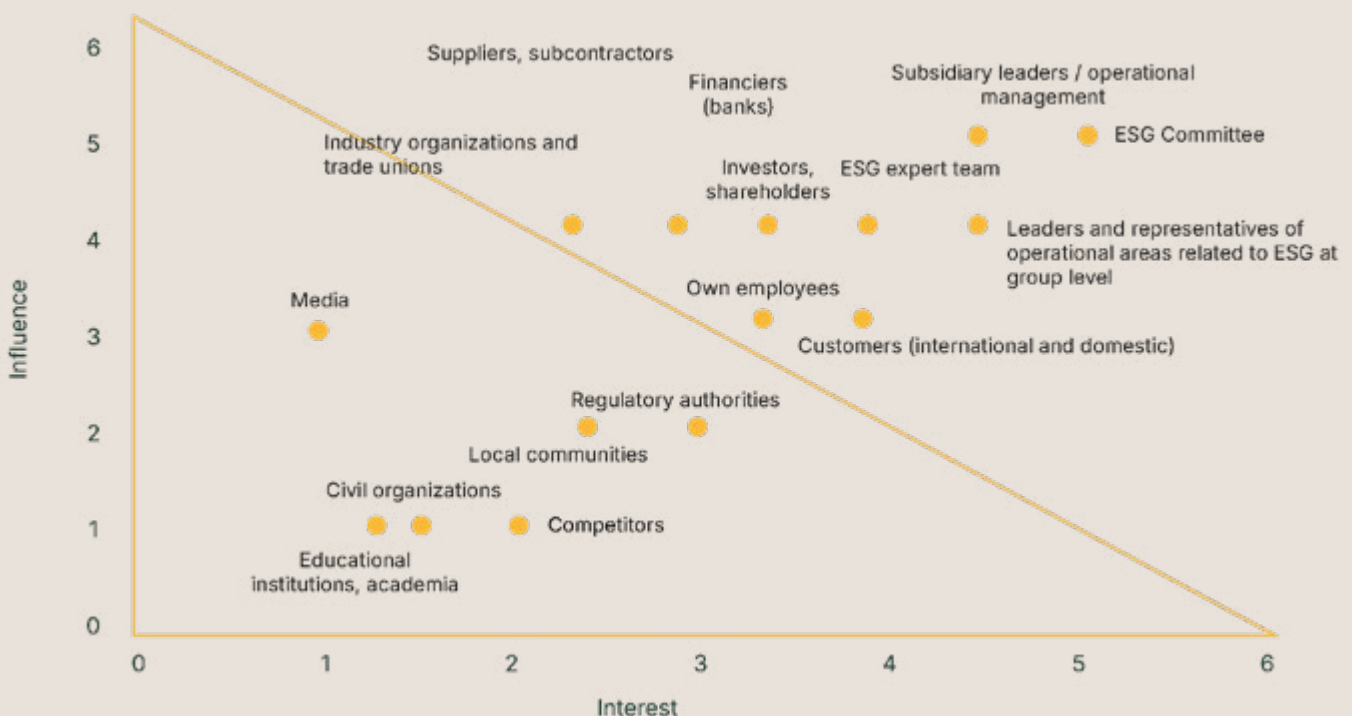 6
Suppliers, subcontractors
Financiers
(banks)
Subsidiary leaders / operational
management
5
ESG Committee
Industry organizations and
trade unions
Investors,
shareholders
ESG expert team
4
Leaders and representatives of
operational areas related to ESG at
group level
Own employees
Media
3
Customers (international and domestic)
Influence
Regulatory authorities
2
Local communities
Civil organizations
1
Competitors
Educational
institutions, academia
0
0 1 2 3 4 5 6
Interest